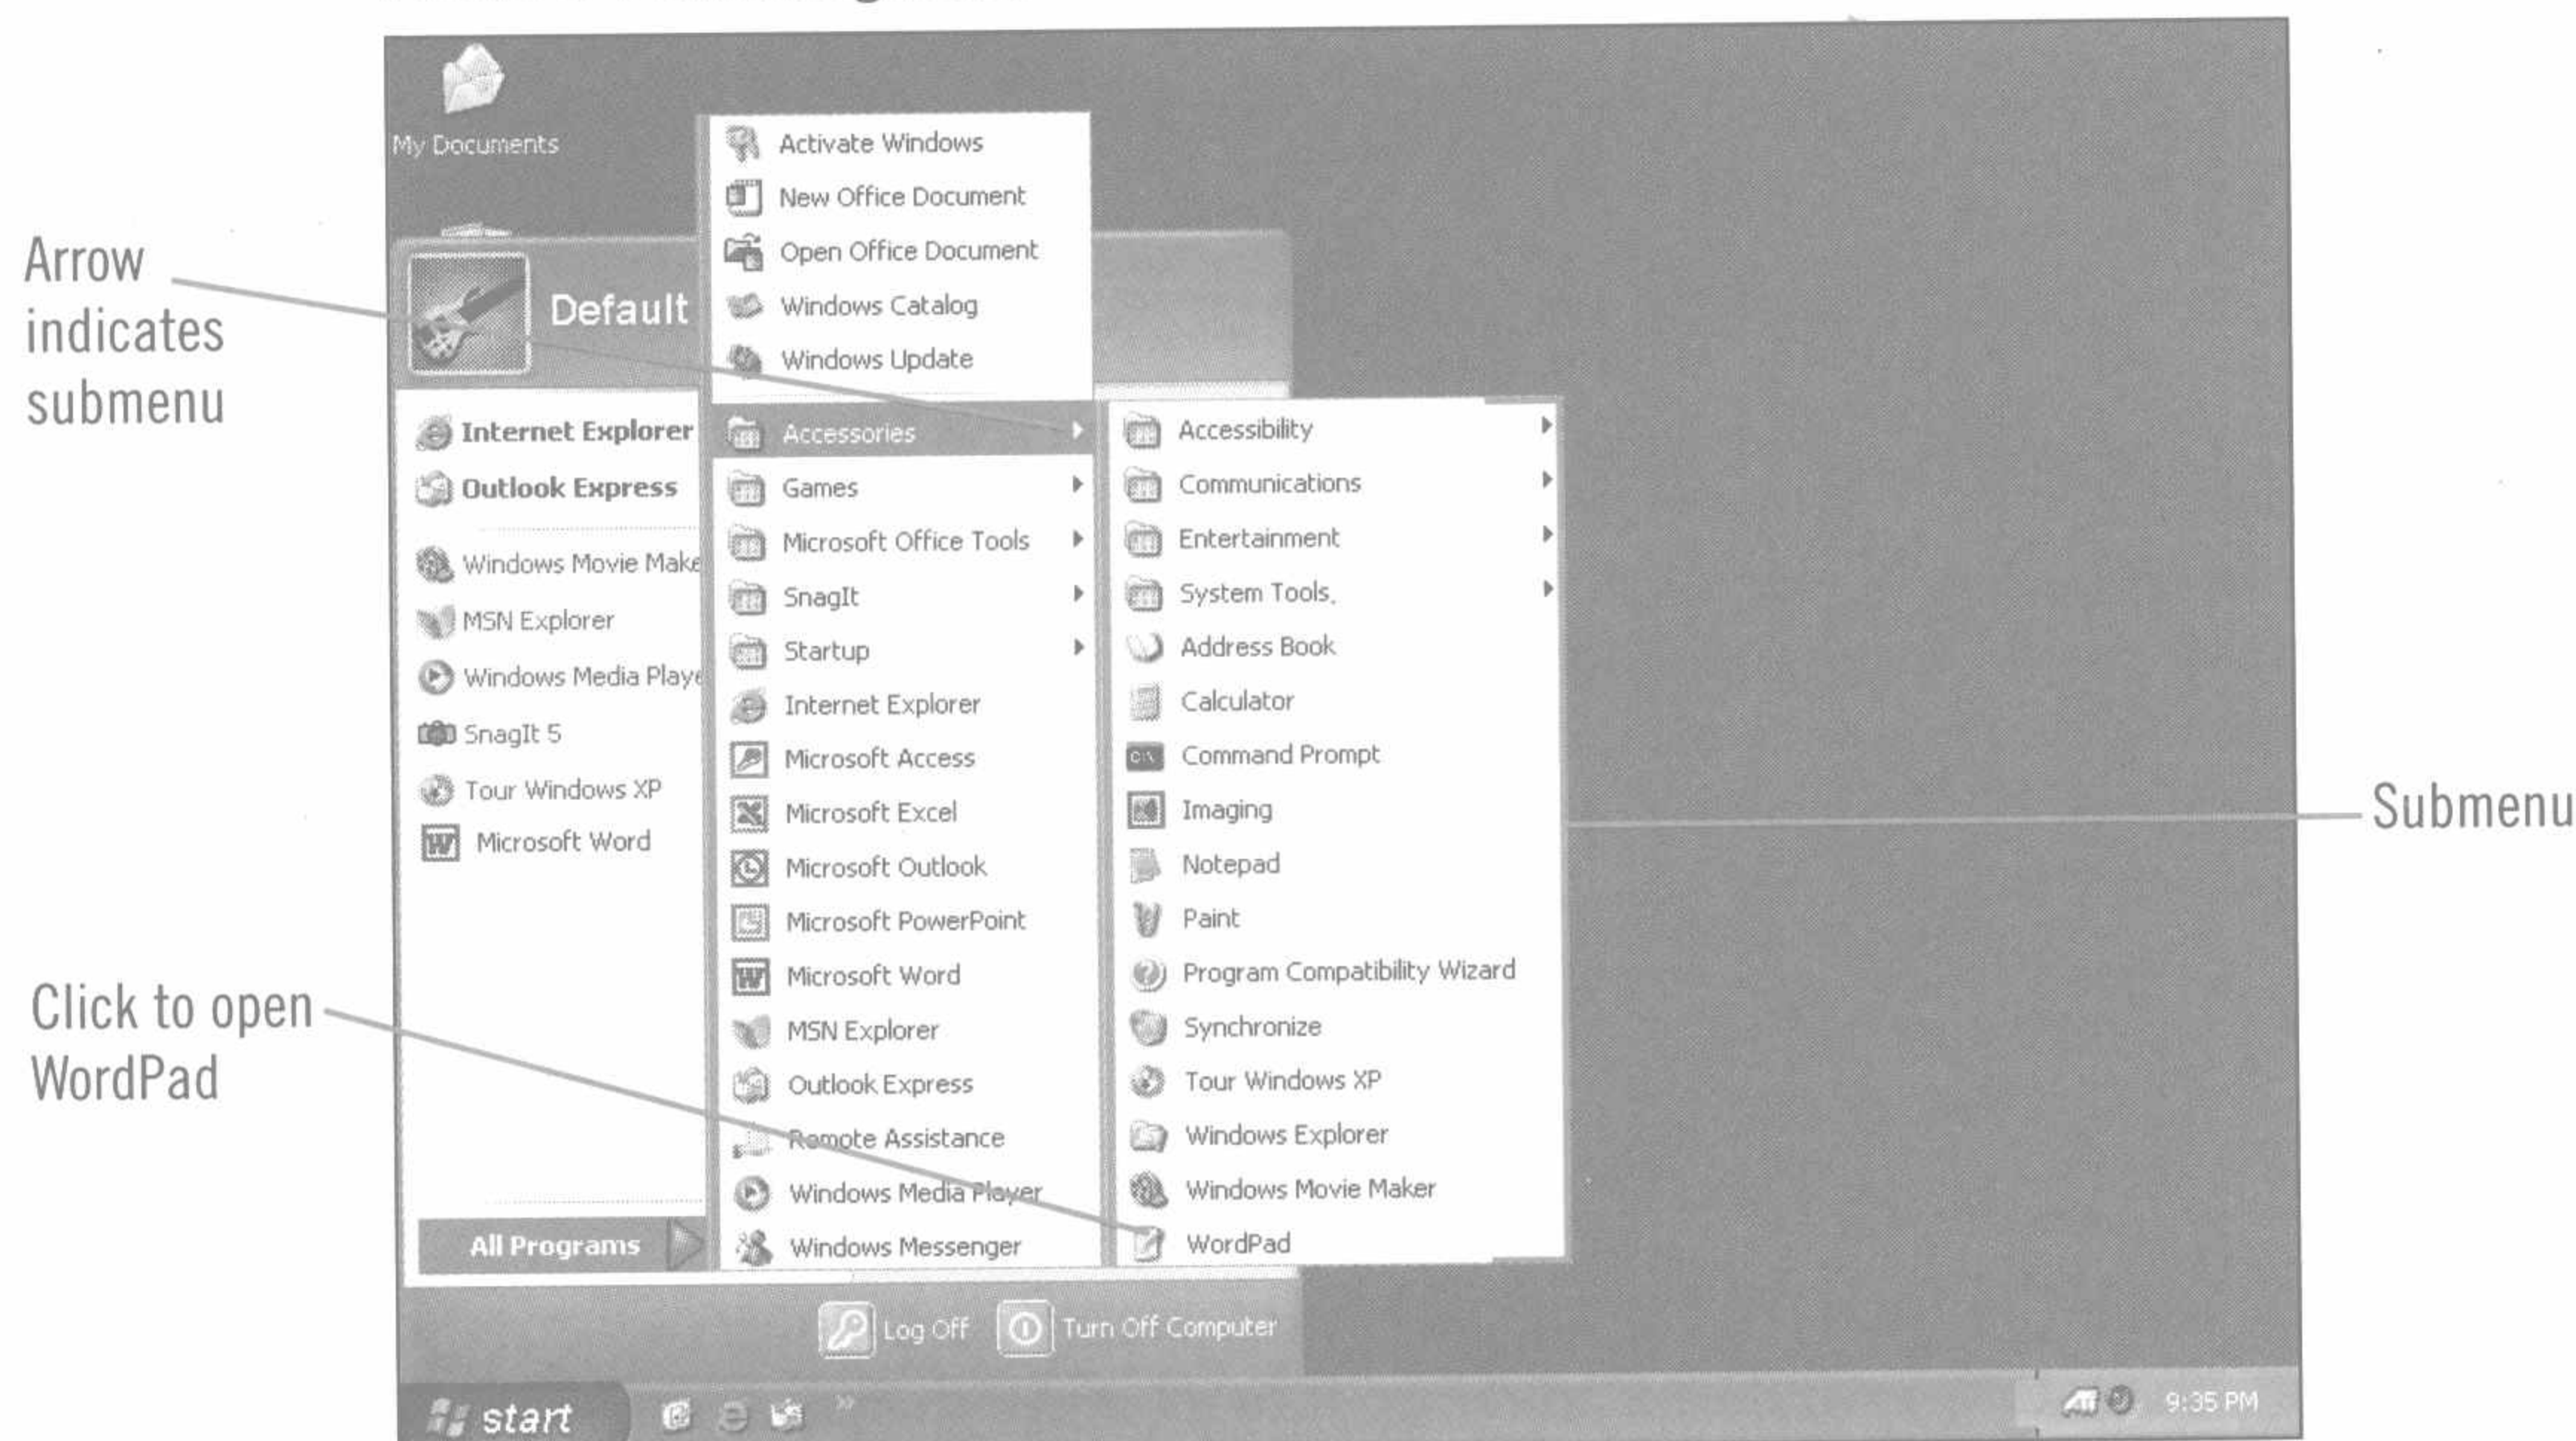 My Documents
Arrow
indicates
submenu
Default
Activate Windows
New Office Document
Open Office Document
Windows Catalog
Windows Update
Internet Explorer
Outlook Express
Windows Movie Make
MSN Explorer
Windows Media Playe
SnagIt 5
Tour Windows XP
Microsoft Word
All Programs
Accessories
Games
Microsoft Office Tools
SnagIt
Startup
Internet Explorer
Microsoft Access
Microsoft Excel
Microsoft Outlook
Microsoft PowerPoint
Microsoft Word
MSN Explorer
Outlook Express
Remote Assistance
Windows Media Player
Windows Messenger
Accessibility
Communications
Entertainment
System Tools
Address Book
Calculator
Command Prompt
Imaging
Notepad
Paint
Program Compatibility Wizard
Synchronize
Tour Windows XP
Windows Explorer
Windows Movie Maker
WordPad
Submenu
Click to open
WordPad
Log Off
Turn Off Computer
start
ATI
9:35 PM